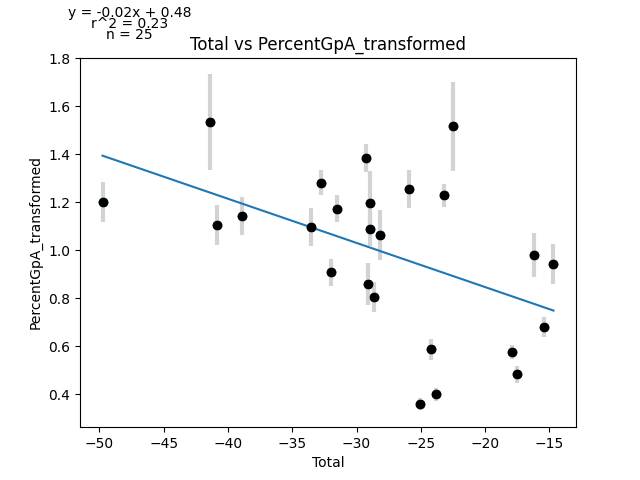 y = -0.02x + 0.48
r^2 = 0.23
n = 25
Total vs PercentGpA_transformed
1.8
1.6
1.4
1.2
1.0
0.8
0.6
0.4
PercentGpA_transformed
−50
−45
−40
−35
−30
−25
−20
−15
Total